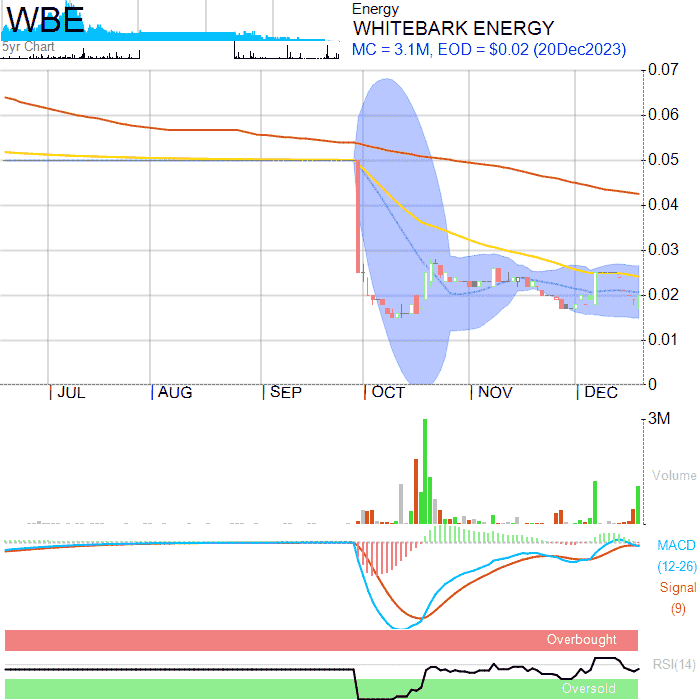 WBE
5yr Chart
Energy
WHITEBARK ENERGY
MC = 3.1M, EOD = $0.02 (20Dec2023)
0.07
0.06
0.05
0.04
0.03
0.02
0.01
0
JUL AUG SEP OCT NOV DEC
3M
Volume
MACD
(12-26)
Signal
(9)
Overbought
RSI(14)
Oversold